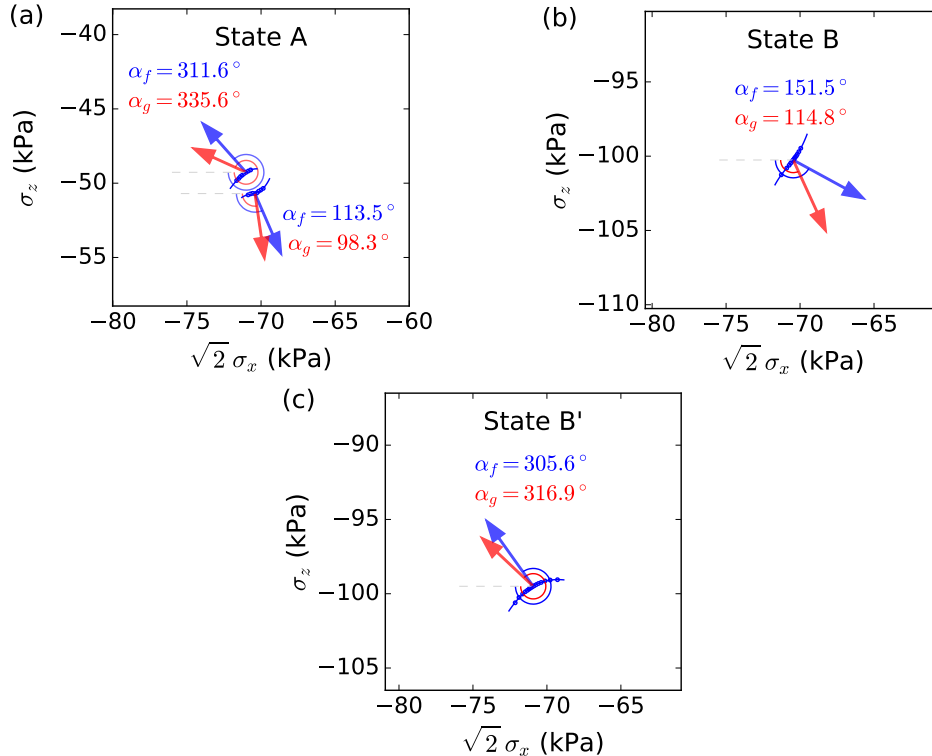 (a)
State A
α_f = 311.6°
α_g = 335.6°
α_f = 113.5°
α_g = 98.3°
−40
−45
−50
−55
σ_z (kPa)
−80 −75 −70 −65 −60
√2 σ_x (kPa)
(b)
State B
α_f = 151.5°
α_g = 114.8°
−95
−100
−105
−110
σ_z (kPa)
−80 −75 −70 −65
√2 σ_x (kPa)
(c)
State B'
α_f = 305.6°
α_g = 316.9°
−90
−95
−100
−105
σ_z (kPa)
−80 −75 −70 −65
√2 σ_x (kPa)